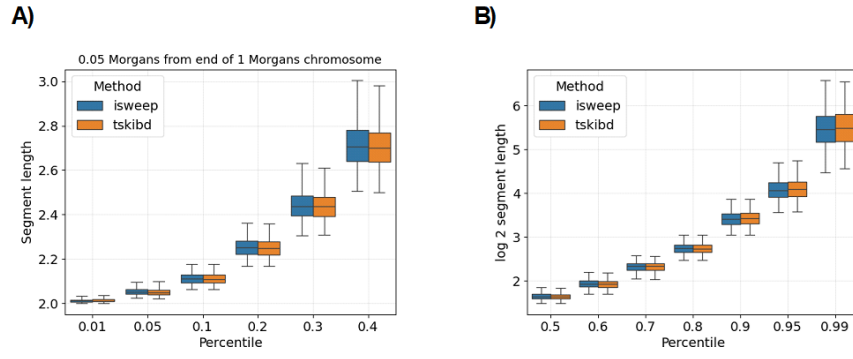 A)
B)
0.05 Morgans from end of 1 Morgans chromosome
Method
isweep
tskibd
Segment length
3.0
2.8
2.6
2.4
2.2
2.0
0.01 0.05 0.1 0.2 0.3 0.4
Percentile
Method
isweep
tskibd
log 2 segment length
6
5
4
3
2
0.5 0.6 0.7 0.8 0.9 0.95 0.99
Percentile